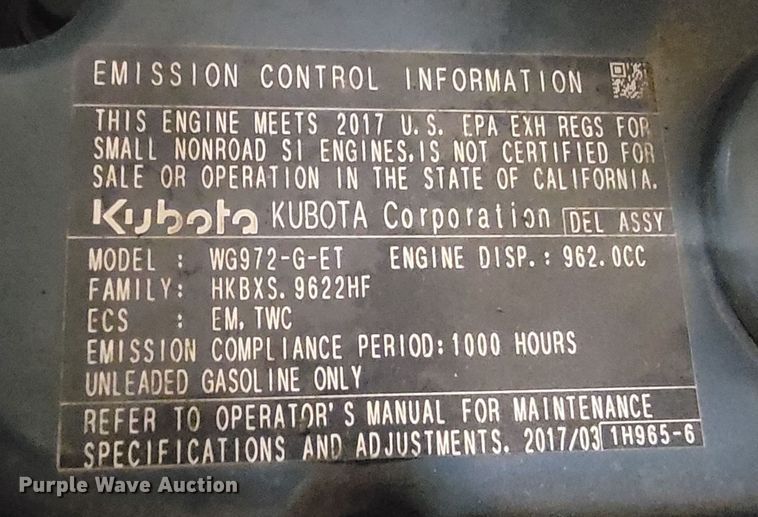 EMISSION CONTROL INFORMATION
THIS ENGINE MEETS 2017 U.S. EPA EXH REGS FOR
SMALL NONROAD SI ENGINES,IS NOT CERTIFIED FOR
SALE OR OPERATION IN THE STATE OF CALIFORNIA.
Kubota KUBOTA Corporation DEL ASSY
MODEL : WG972-G-ET ENGINE DISP.: 962.0CC
FAMILY: HKBXS.9622HF
ECS : EM,TWC
EMISSION COMPLIANCE PERIOD:1000 HOURS
UNLEADED GASOLINE ONLY
REFER TO OPERATOR'S MANUAL FOR MAINTENANCE
SPECIFICATIONS AND ADJUSTMENTS. 2017/03 1H965-6
Purple Wave Auction